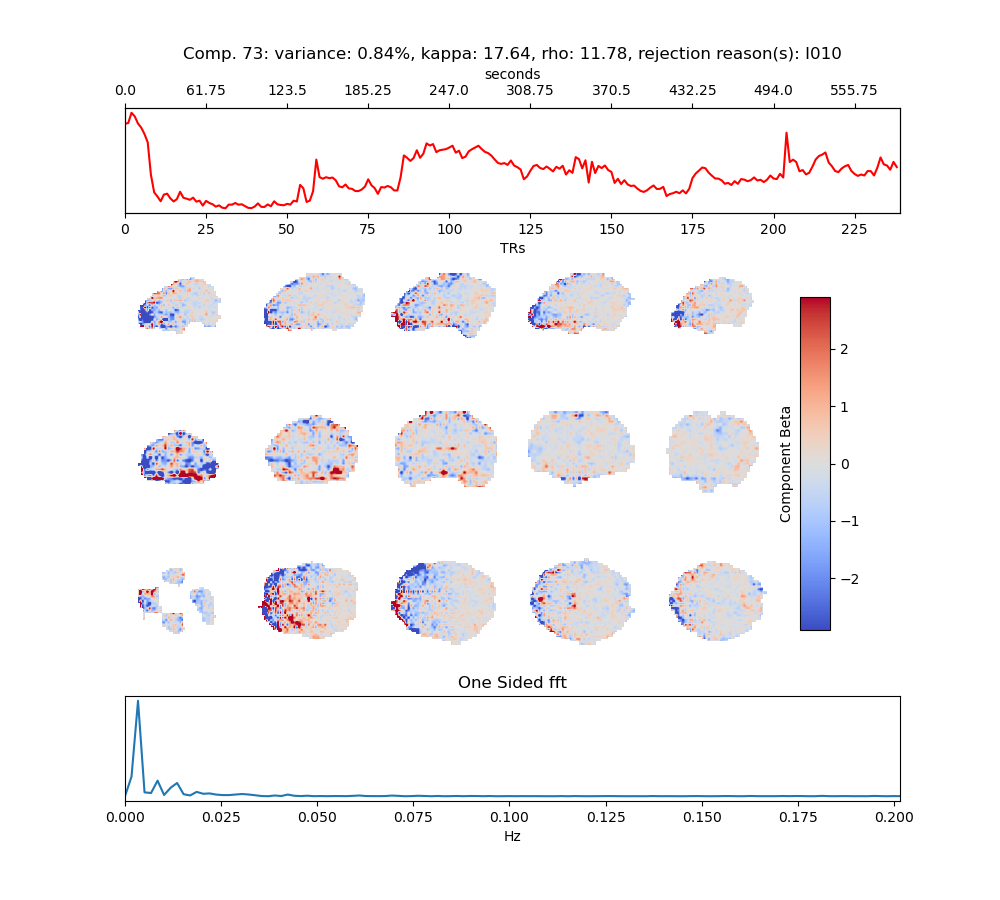 Comp. 73: variance: 0.84%, kappa: 17.64, rho: 11.78, rejection reason(s): I010
seconds
0.0 61.75 123.5 185.25 247.0 308.75 370.5 432.25 494.0 555.75
0 25 50 75 100 125 150 175 200 225
TRs
2
1
0
−1
−2
Component Beta
One Sided fft
0.000 0.025 0.050 0.075 0.100 0.125 0.150 0.175 0.200
Hz